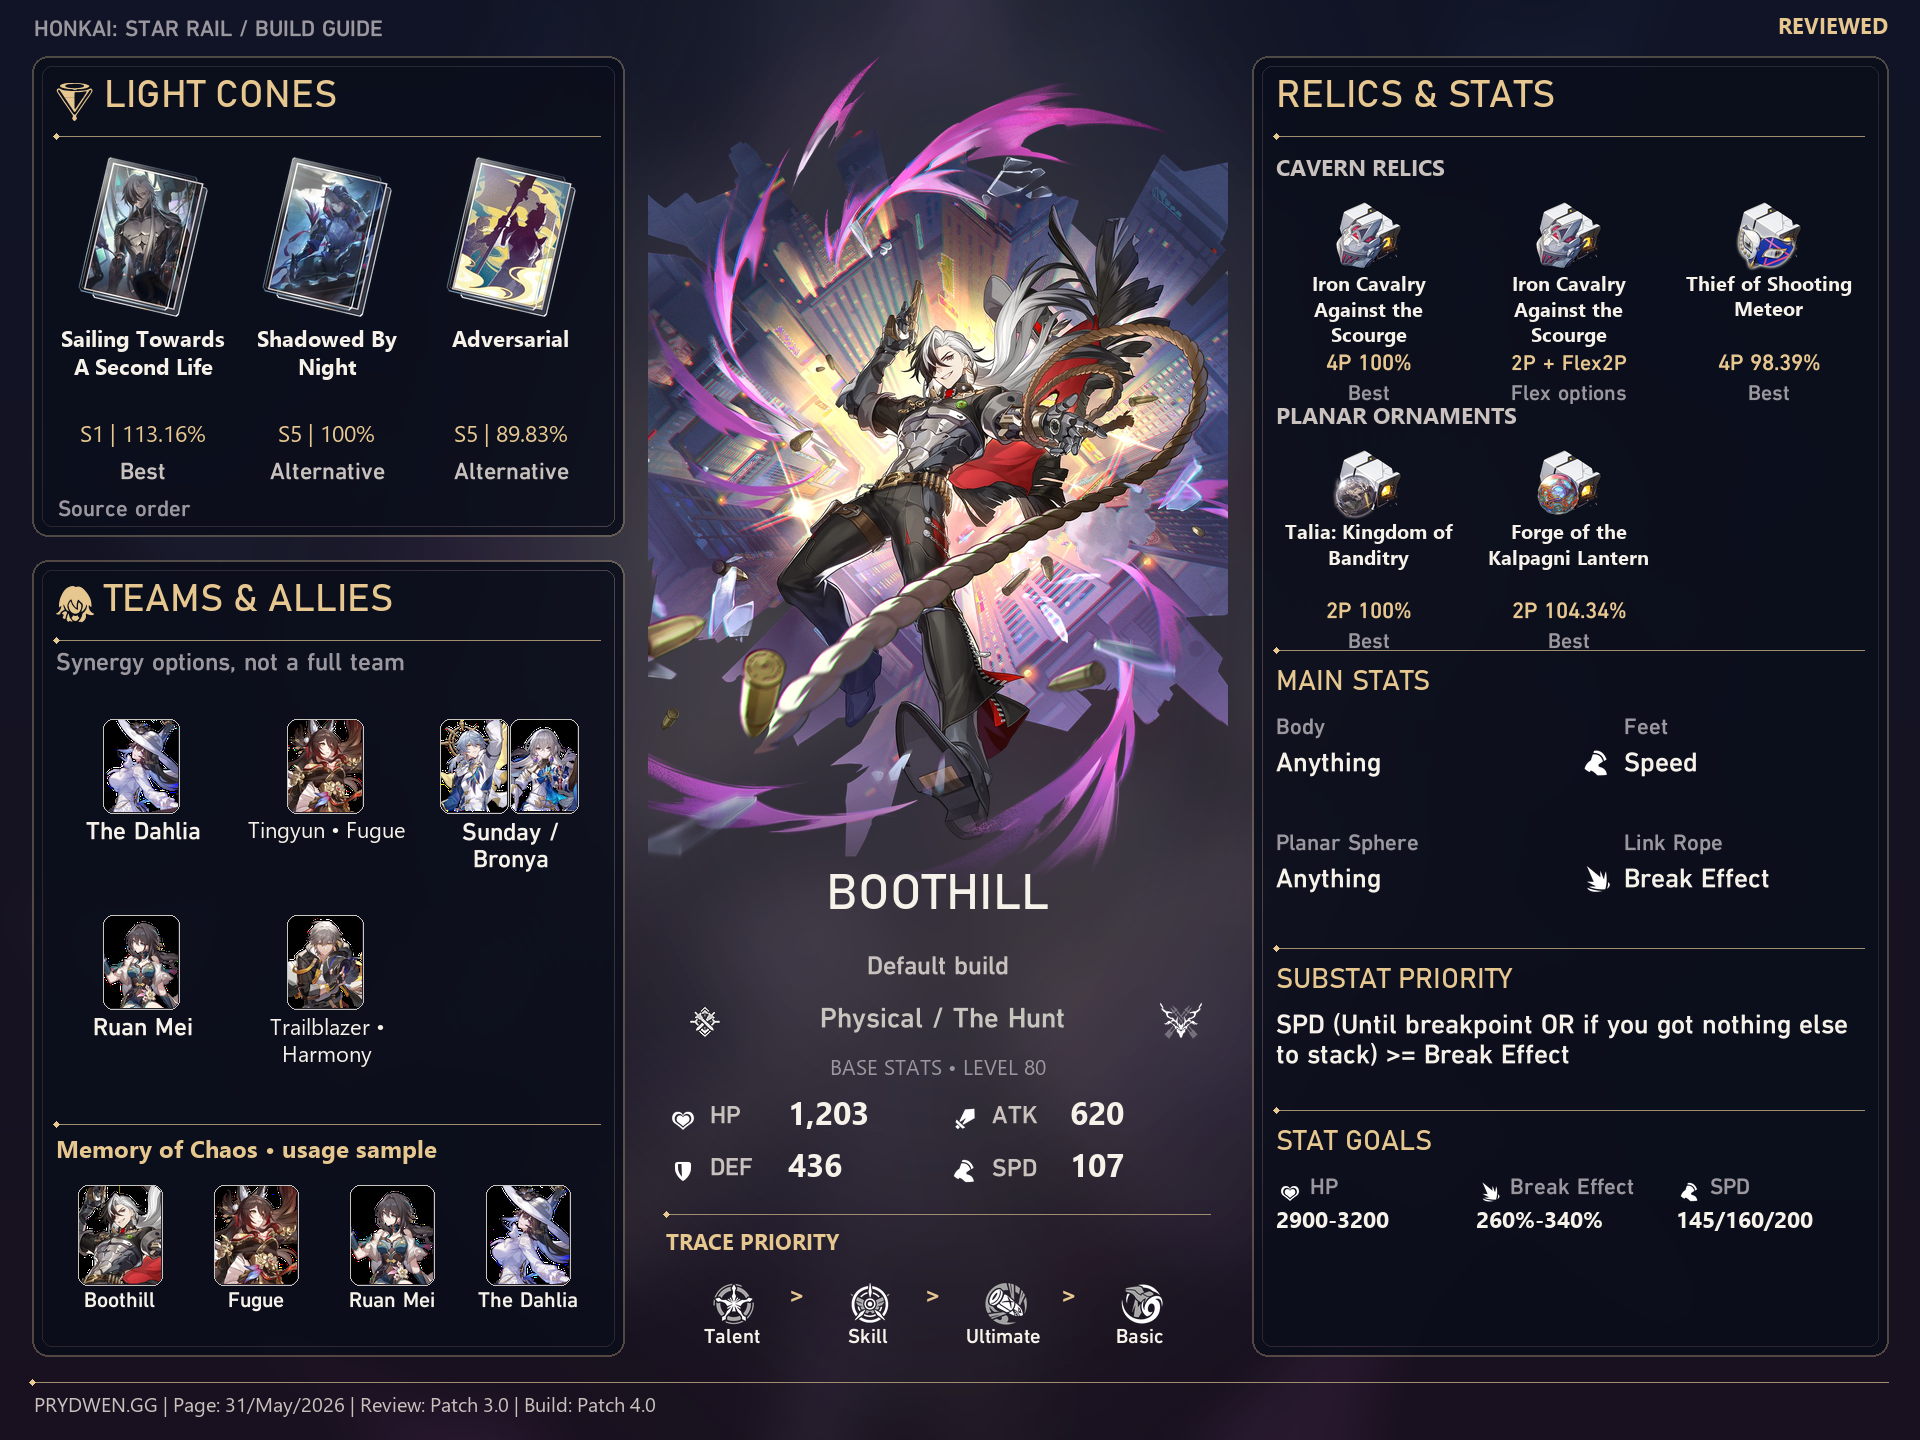 HONKAI: STAR RAIL / BUILD GUIDE
REVIEWED
LIGHT CONES
Sailing Towards
A Second Life
S1 | 113.16%
Best
Shadowed By
Night
S5 | 100%
Alternative
Adversarial
S5 | 89.83%
Alternative
Source order
TEAMS & ALLIES
Synergy options, not a full team
The Dahlia
Tingyun • Fugue
Sunday /
Bronya
Ruan Mei
Trailblazer •
Harmony
Memory of Chaos • usage sample
Boothill
Fugue
Ruan Mei
The Dahlia
BOOTHILL
Default build
Physical / The Hunt
BASE STATS • LEVEL 80
HP 1,203
ATK 620
DEF 436
SPD 107
TRACE PRIORITY
Talent > Skill > Ultimate > Basic
RELICS & STATS
CAVERN RELICS
Iron Cavalry
Against the
Scourge
4P 100%
Best
Iron Cavalry
Against the
Scourge
2P + Flex2P
Flex options
Thief of Shooting
Meteor
4P 98.39%
Best
PLANAR ORNAMENTS
Talia: Kingdom of
Banditry
2P 100%
Best
Forge of the
Kalpagni Lantern
2P 104.34%
Best
MAIN STATS
Body
Anything
Feet
Speed
Planar Sphere
Anything
Link Rope
Break Effect
SUBSTAT PRIORITY
SPD (Until breakpoint OR if you got nothing else
to stack) >= Break Effect
STAT GOALS
HP
2900-3200
Break Effect
260%-340%
SPD
145/160/200
PRYDWEN.GG | Page: 31/May/2026 | Review: Patch 3.0 | Build: Patch 4.0